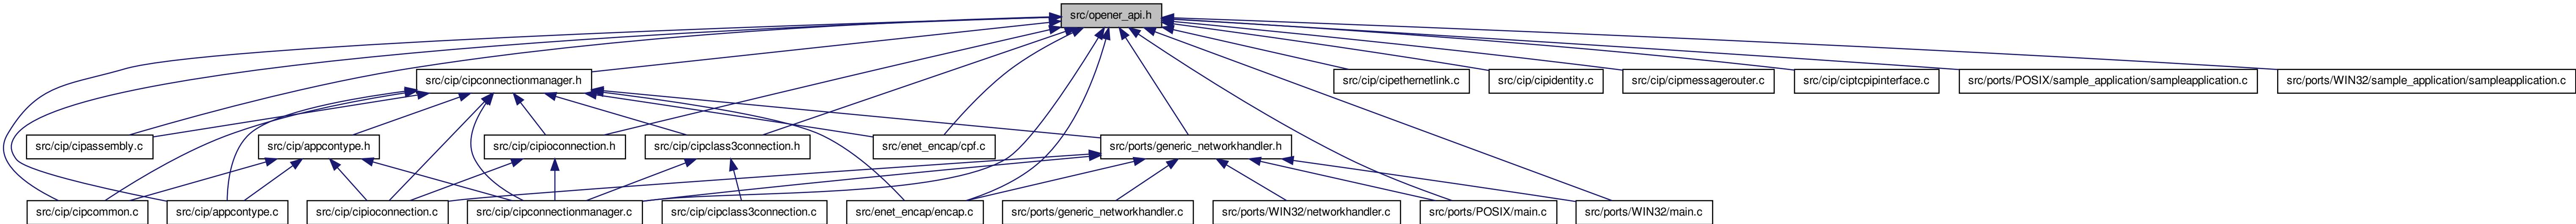 src/opener_api.h
src/cip/cipconnectionmanager.h
src/cip/cipethernetlink.c
src/cip/cipidentity.c
src/cip/cipmessagerouter.c
src/cip/ciptcpipinterface.c
src/ports/POSIX/sample_application/sampleapplication.c
src/ports/WIN32/sample_application/sampleapplication.c
src/cip/cipassembly.c
src/cip/appcontype.h
src/cip/cipioconnection.h
src/cip/cipclass3connection.h
src/enet_encap/cpf.c
src/ports/generic_networkhandler.h
src/cip/cipcommon.c
src/cip/appcontype.c
src/cip/cipioconnection.c
src/cip/cipconnectionmanager.c
src/cip/cipclass3connection.c
src/enet_encap/encap.c
src/ports/generic_networkhandler.c
src/ports/WIN32/networkhandler.c
src/ports/POSIX/main.c
src/ports/WIN32/main.c